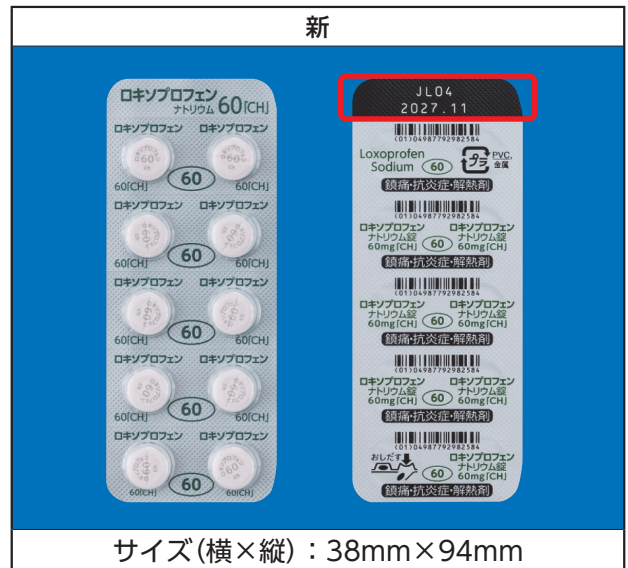 新
ロキソプロフェン
ナトリウム 60「CH」
ロキソプロフェン ロキソプロフェン
60「CH」 60 60「CH」
ロキソプロフェン ロキソプロフェン
60「CH」 60 60「CH」
ロキソプロフェン ロキソプロフェン
60「CH」 60 60「CH」
ロキソプロフェン ロキソプロフェン
60「CH」 60 60「CH」
ロキソプロフェン ロキソプロフェン
60「CH」 60 60「CH」
JL04
2027.11
(01)04987792982584
Loxoprofen
Sodium 60 プラ PVC,
金属
鎮痛・抗炎症・解熱剤
(01)04987792982584
ロキソプロフェン ロキソプロフェン
ナトリウム錠 ナトリウム錠
60mg「CH」 60 60mg「CH」
鎮痛・抗炎症・解熱剤
(01)04987792982584
ロキソプロフェン ロキソプロフェン
ナトリウム錠 ナトリウム錠
60mg「CH」 60 60mg「CH」
鎮痛・抗炎症・解熱剤
(01)04987792982584
ロキソプロフェン ロキソプロフェン
ナトリウム錠 ナトリウム錠
60mg「CH」 60 60mg「CH」
鎮痛・抗炎症・解熱剤
(01)04987792982584
おしだす ロキソプロフェン
ナトリウム錠
60 60mg「CH」
鎮痛・抗炎症・解熱剤
サイズ(横×縦)：38mm×94mm